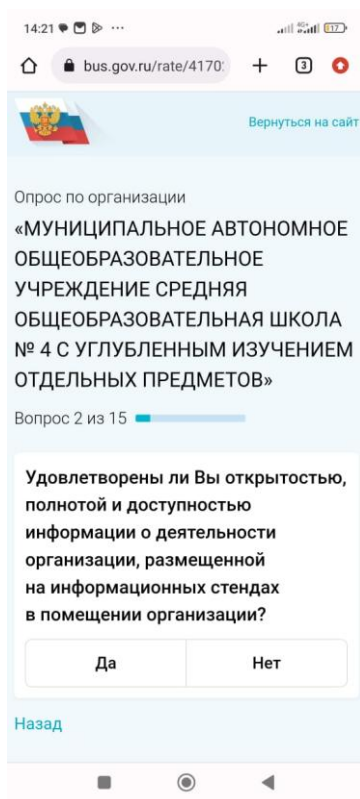 14:21
4G+
17
bus.gov.ru/rate/4170
3
Вернуться на сайт
Опрос по организации
«МУНИЦИПАЛЬНОЕ АВТОНОМНОЕ
ОБЩЕОБРАЗОВАТЕЛЬНОЕ
УЧРЕЖДЕНИЕ СРЕДНЯЯ
ОБЩЕОБРАЗОВАТЕЛЬНАЯ ШКОЛА
№ 4 С УГЛУБЛЕННЫМ ИЗУЧЕНИЕМ
ОТДЕЛЬНЫХ ПРЕДМЕТОВ»
Вопрос 2 из 15
Удовлетворены ли Вы открытостью,
полнотой и доступностью
информации о деятельности
организации, размещенной
на информационных стендах
в помещении организации?
Да Нет
Назад